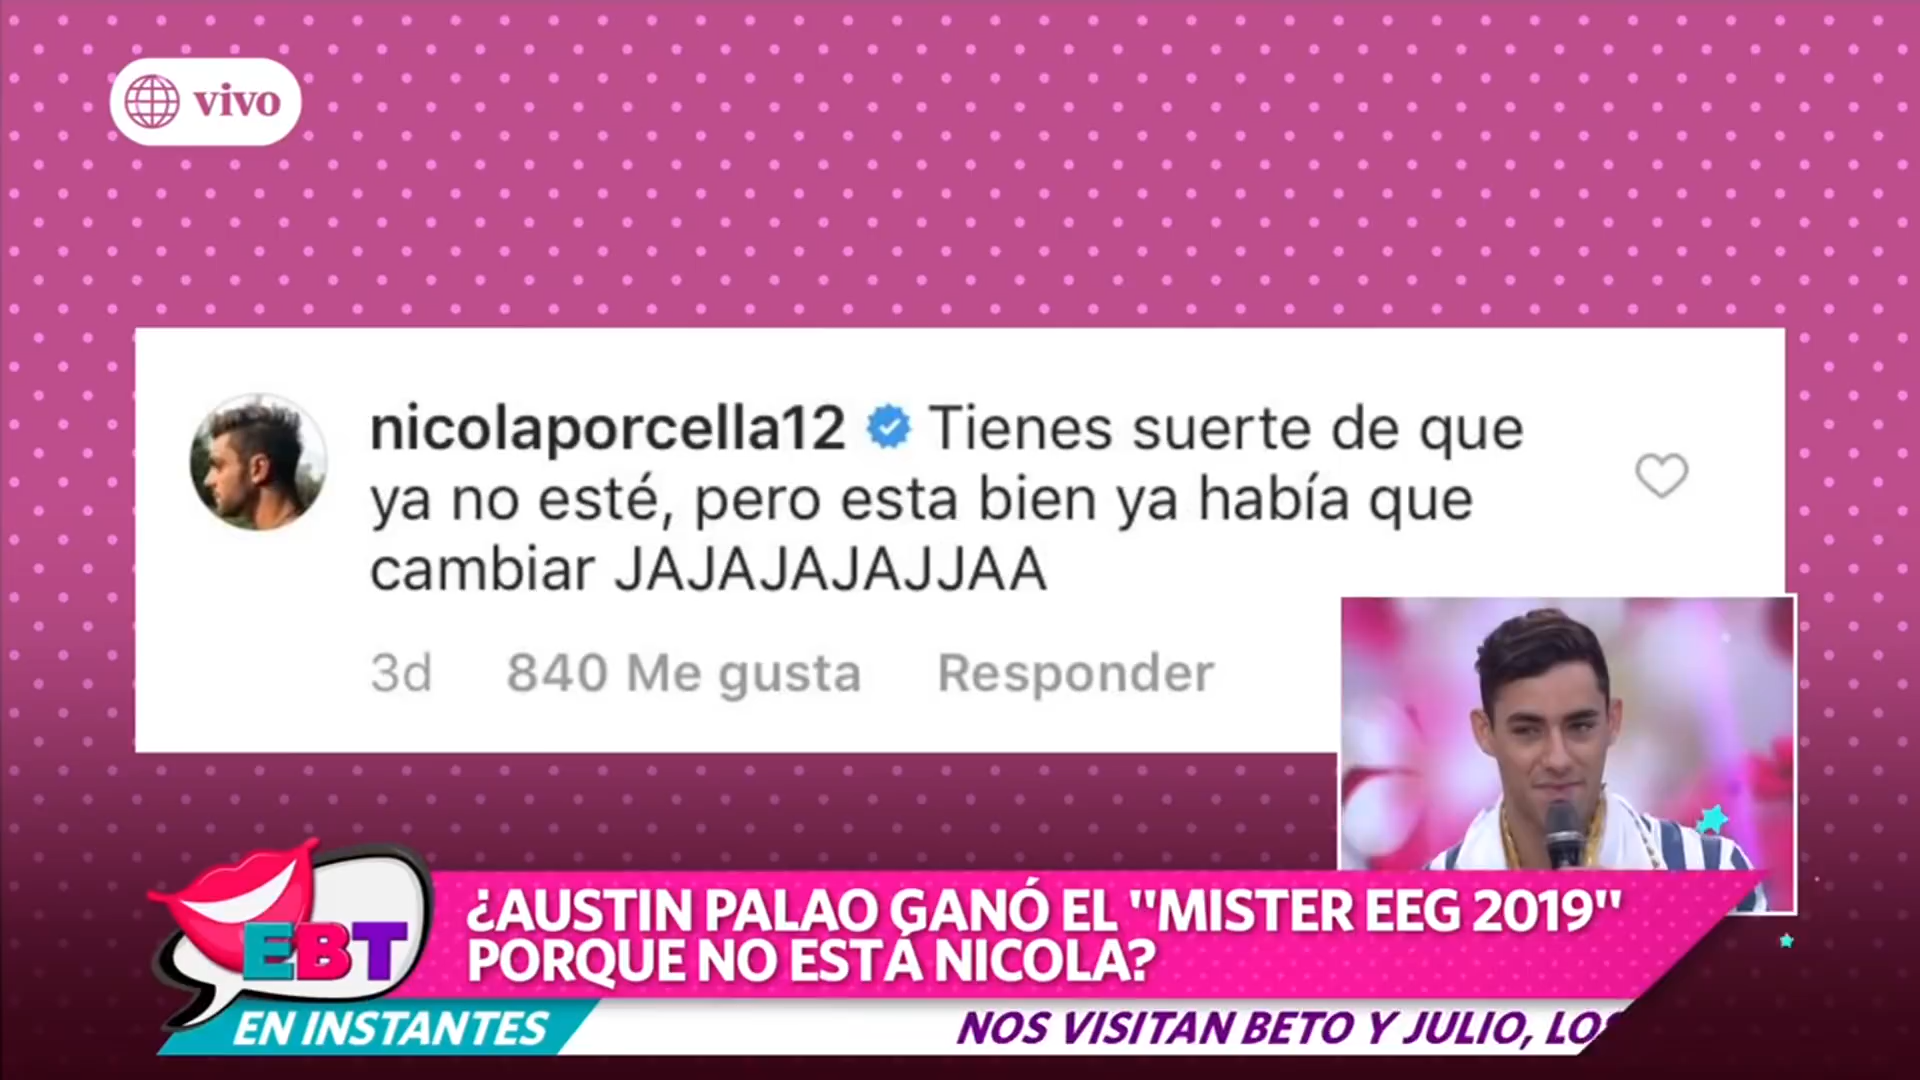 vivo
nicolaporcella12 Tienes suerte de que
ya no esté, pero esta bien ya había que
cambiar JAJAJAJAJJAA
3d 840 Me gusta Responder
EBT
¿AUSTIN PALAO GANÓ EL "MISTER EEG 2019"
PORQUE NO ESTÁ NICOLA?
EN INSTANTES
NOS VISITAN BETO Y JULIO, LOS